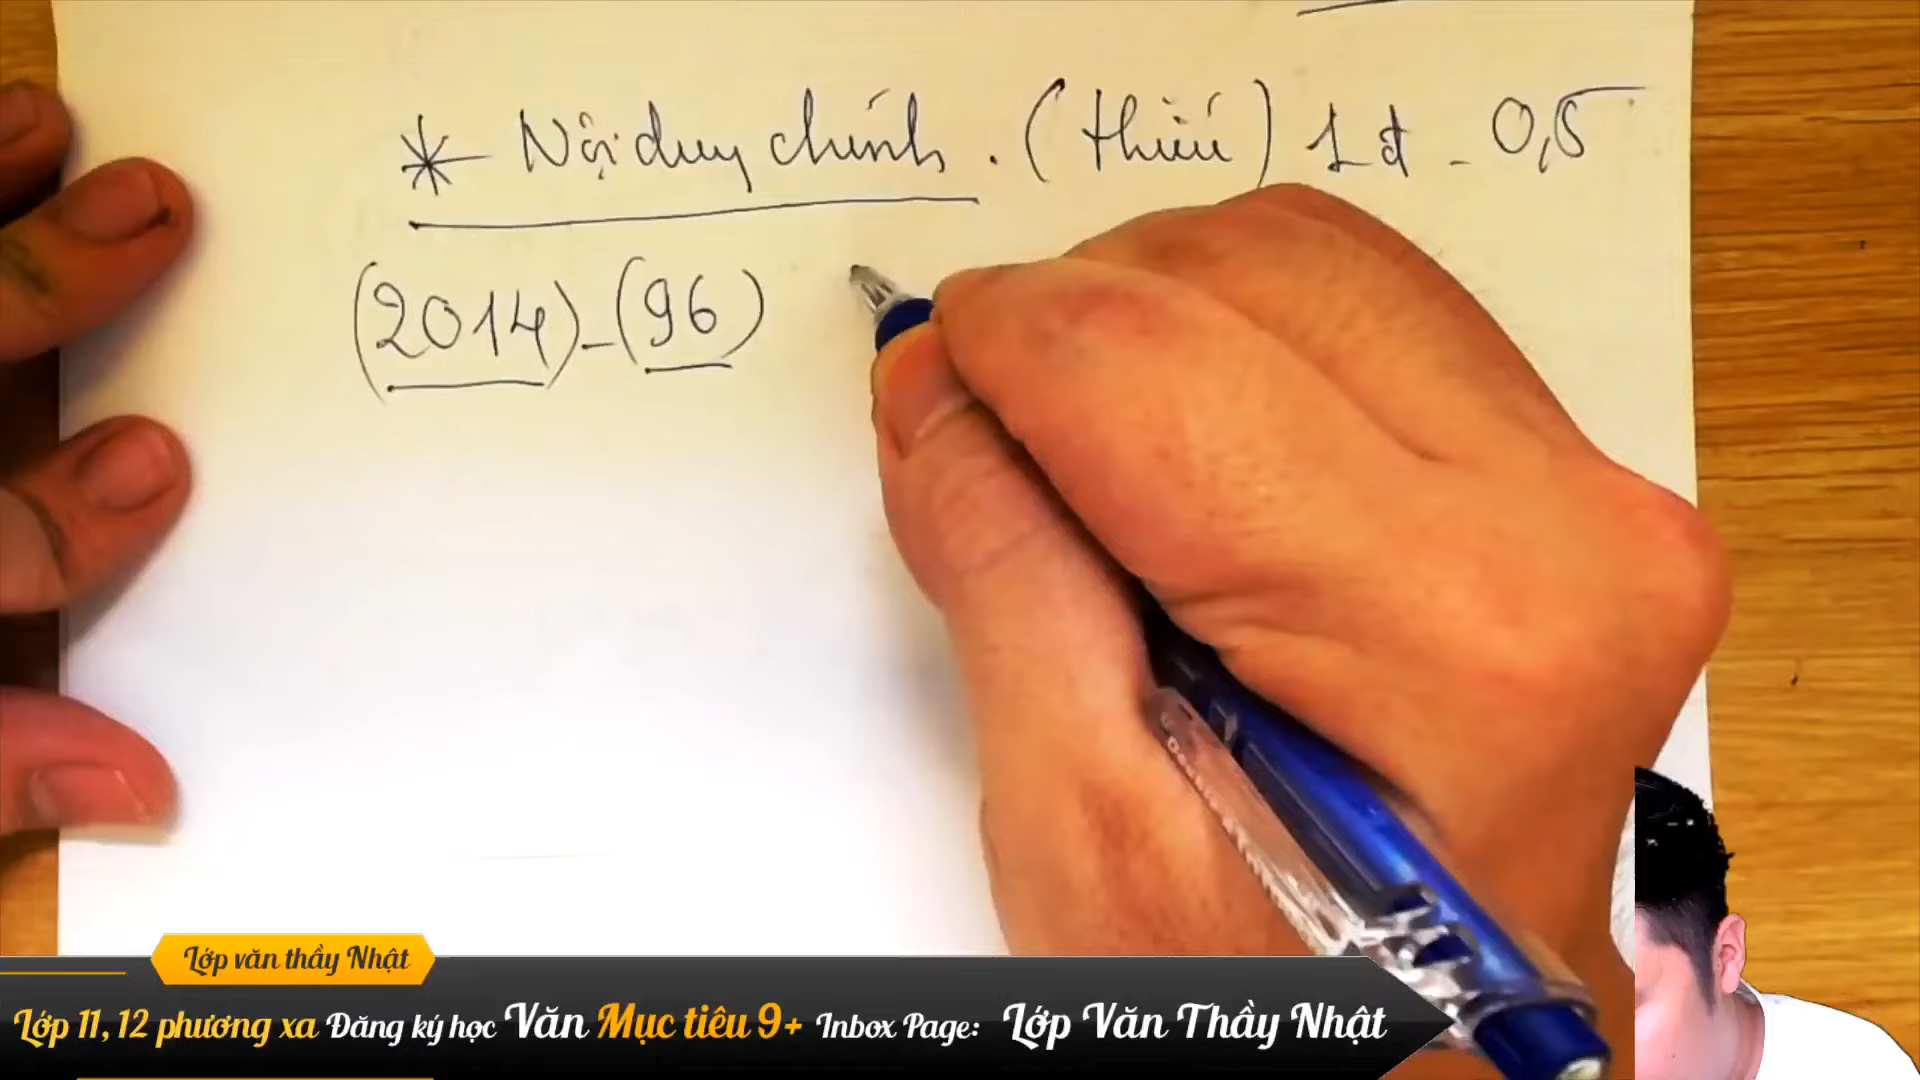 * Nội duy chính. (thiếu) 1đ - 0,5
(2014) - (96)
Lớp văn thầy Nhật
Lớp 11, 12 phương xa Đăng ký học Văn Mục tiêu 9+ Inbox Page: Lớp Văn Thầy Nhật